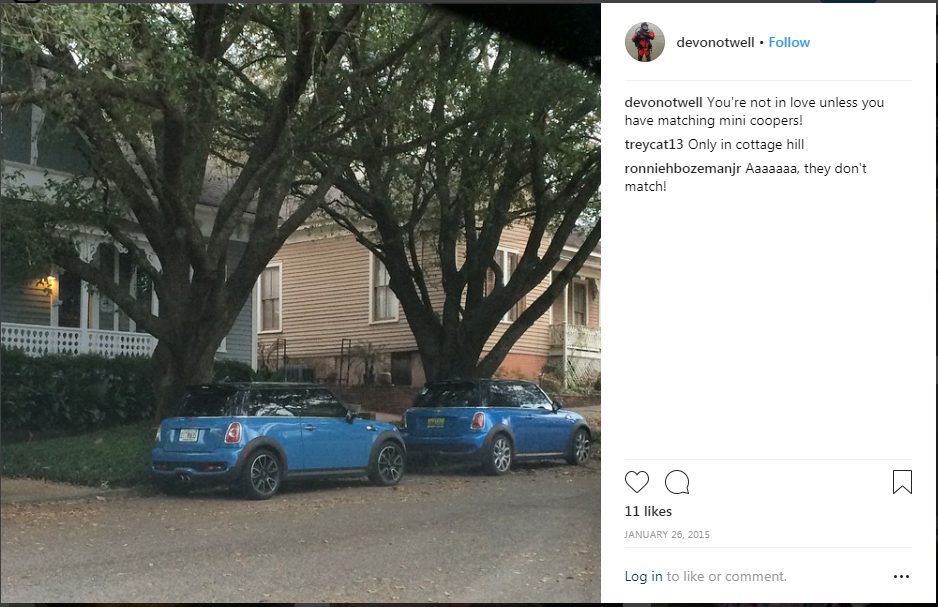 devonotwell • Follow
devonotwell You're not in love unless you
have matching mini coopers!
treycat13 Only in cottage hill
ronniehbozemanjr Aaaaaaa, they don't
match!
11 likes
JANUARY 26, 2015
Log in to like or comment.